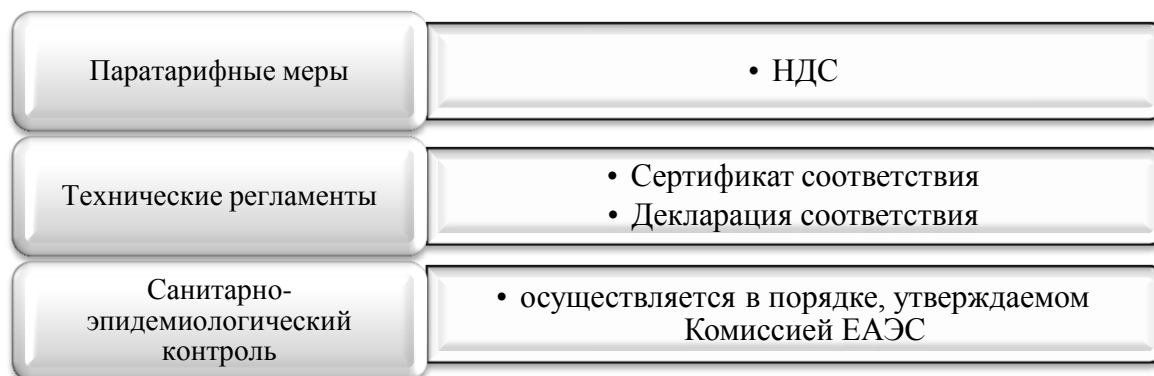 Паратарифные меры
• НДС
Технические регламенты
• Сертификат соответствия
• Декларация соответствия
Санитарно-
эпидемиологический
контроль
• осуществляется в порядке, утверждаемом
Комиссией ЕАЭС